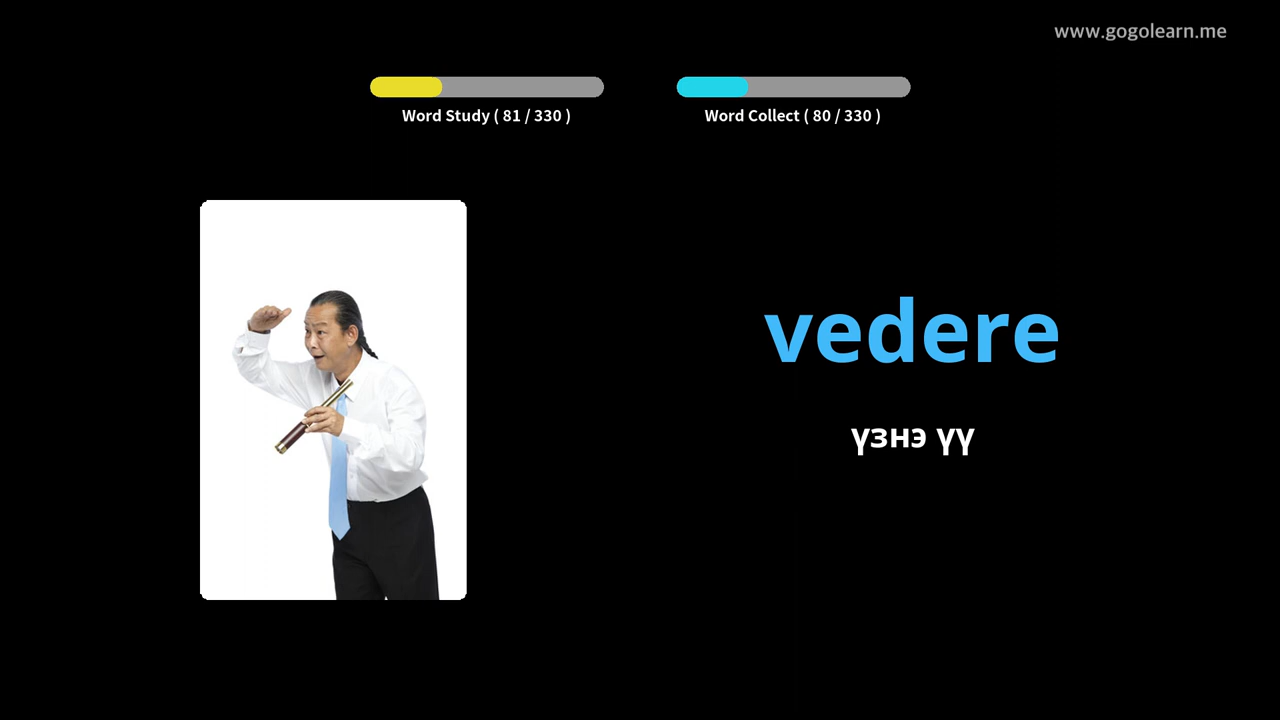 www.gogolearn.me
Word Study ( 81 / 330 )
Word Collect ( 80 / 330 )
vedere
үзнэ үү